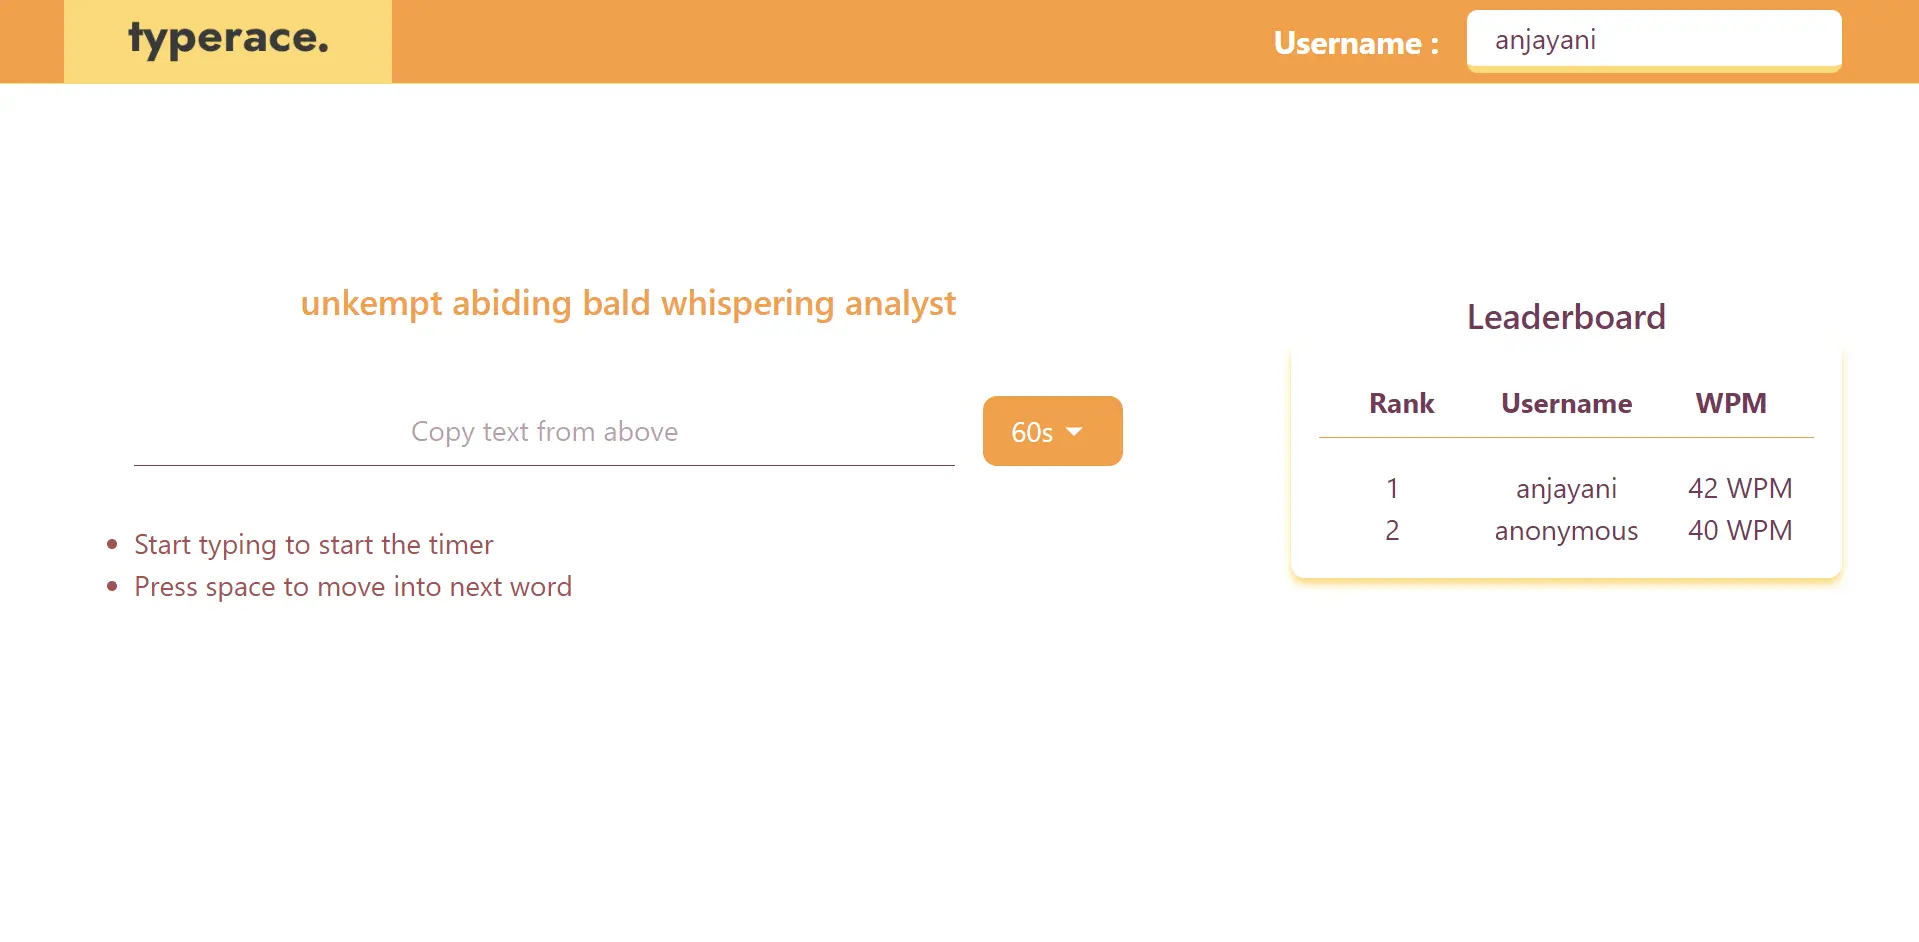 typerace.
Username :
anjayani
unkempt abiding bald whispering analyst
Copy text from above
60s
Start typing to start the timer
Press space to move into next word
Leaderboard
Rank Username WPM
1 anjayani 42 WPM
2 anonymous 40 WPM